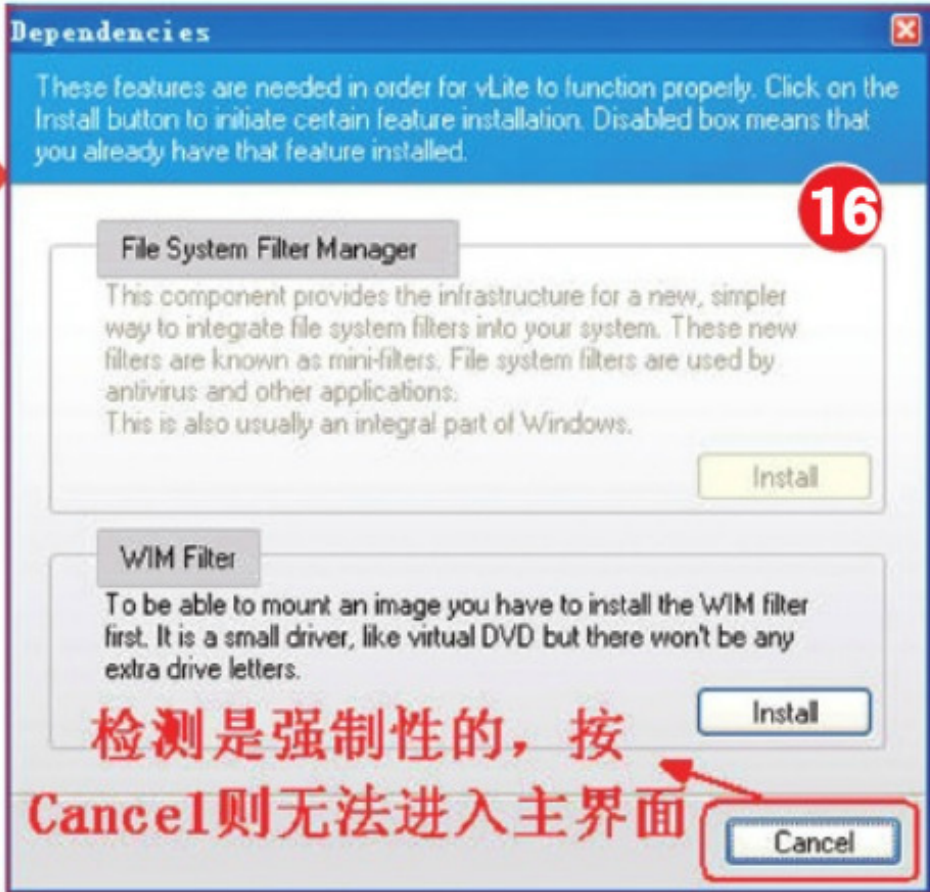 Dependencies
These features are needed in order for vLite to function properly. Click on the
Install button to initiate certain feature installation. Disabled box means that
you already have that feature installed.
16
File System Filter Manager
This component provides the infrastructure for a new, simpler
way to integrate file system filters into your system. These new
filters are known as mini-filters. File system filters are used by
antivirus and other applications.
This is also usually an integral part of Windows.
Install
WIM Filter
To be able to mount an image you have to install the WIM filter
first. It is a small driver, like virtual DVD but there won't be any
extra drive letters.
Install
检测是强制性的，按
Cancel则无法进入主界面
Cancel